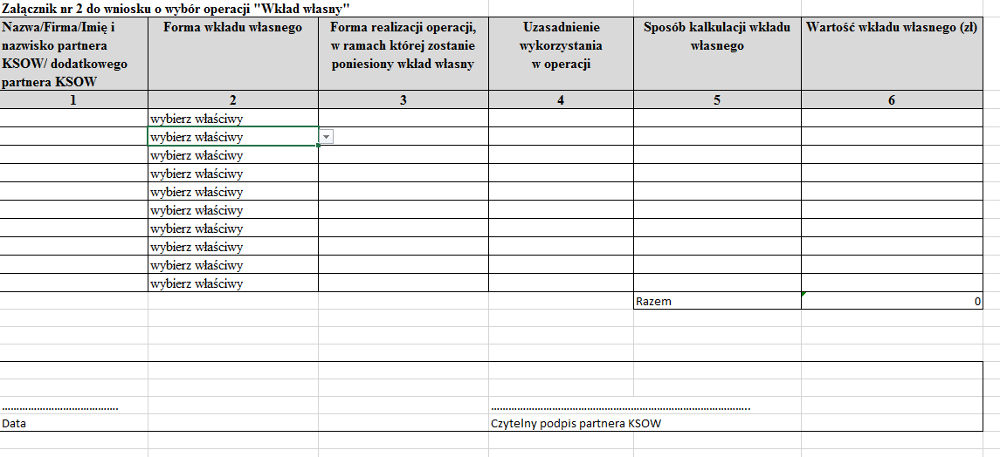 Załącznik nr 2 do wniosku o wybór operacji "Wkład własny"
Nazwa/Firma/Imię i
nazwisko partnera
KSOW/ dodatkowego
partnera KSOW
Forma wkładu własnego
Forma realizacji operacji,
w ramach której zostanie
poniesiony wkład własny
Uzasadnienie
wykorzystania
w operacji
Sposób kalkulacji wkładu
własnego
Wartość wkładu własnego (zł)
1 2 3 4 5 6
wybierz właściwy
wybierz właściwy
wybierz właściwy
wybierz właściwy
wybierz właściwy
wybierz właściwy
wybierz właściwy
wybierz właściwy
wybierz właściwy
wybierz właściwy
Razem 0
........................................ .........................................................................................
Data Czytelny podpis partnera KSOW